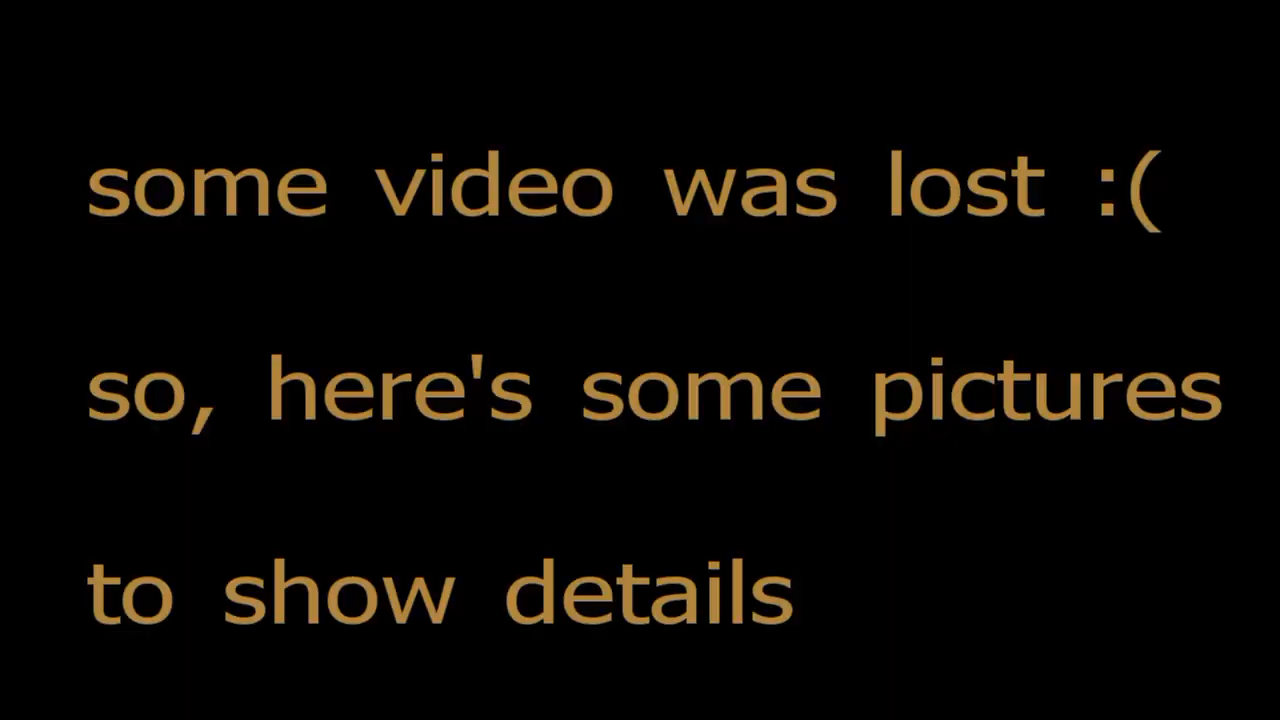 some video was lost :(
so, here's some pictures
to show details